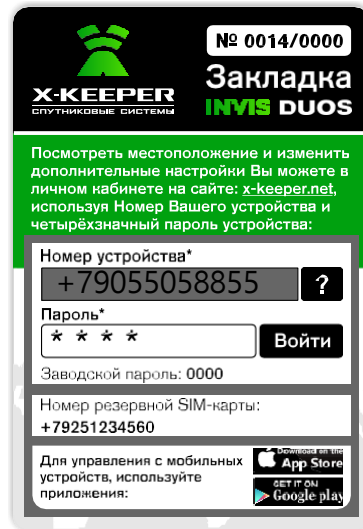 № 0014/0000
Закладка
INVIS DUOS
X-KEEPER
СПУТНИКОВЫЕ СИСТЕМЫ
Посмотреть местоположение и изменить
дополнительные настройки Вы можете в
личном кабинете на сайте: x-keeper.net,
используя Номер Вашего устройства и
четырёхзначный пароль устройства:
Номер устройства*
+79055058855
?
Пароль*
* * * *
Войти
Заводской пароль: 0000
Номер резервной SIM-карты:
+79251234560
Для управления с мобильных
устройств, используйте
приложения:
Download on the
App Store
GET IT ON
Google play